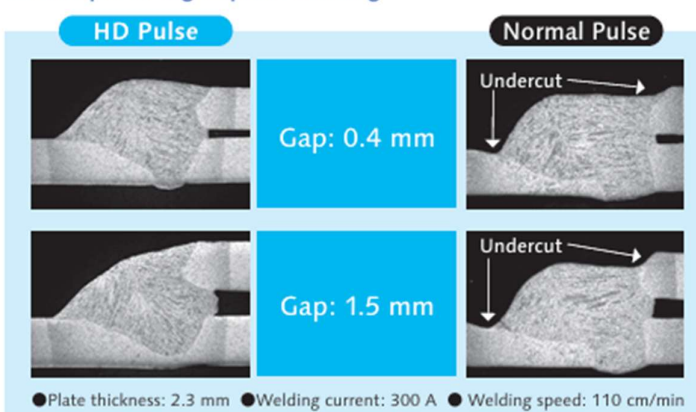 HD Pulse
Normal Pulse
Undercut
Gap: 0.4 mm
Undercut
Gap: 1.5 mm
●Plate thickness: 2.3 mm ●Welding current: 300 A ● Welding speed: 110 cm/min